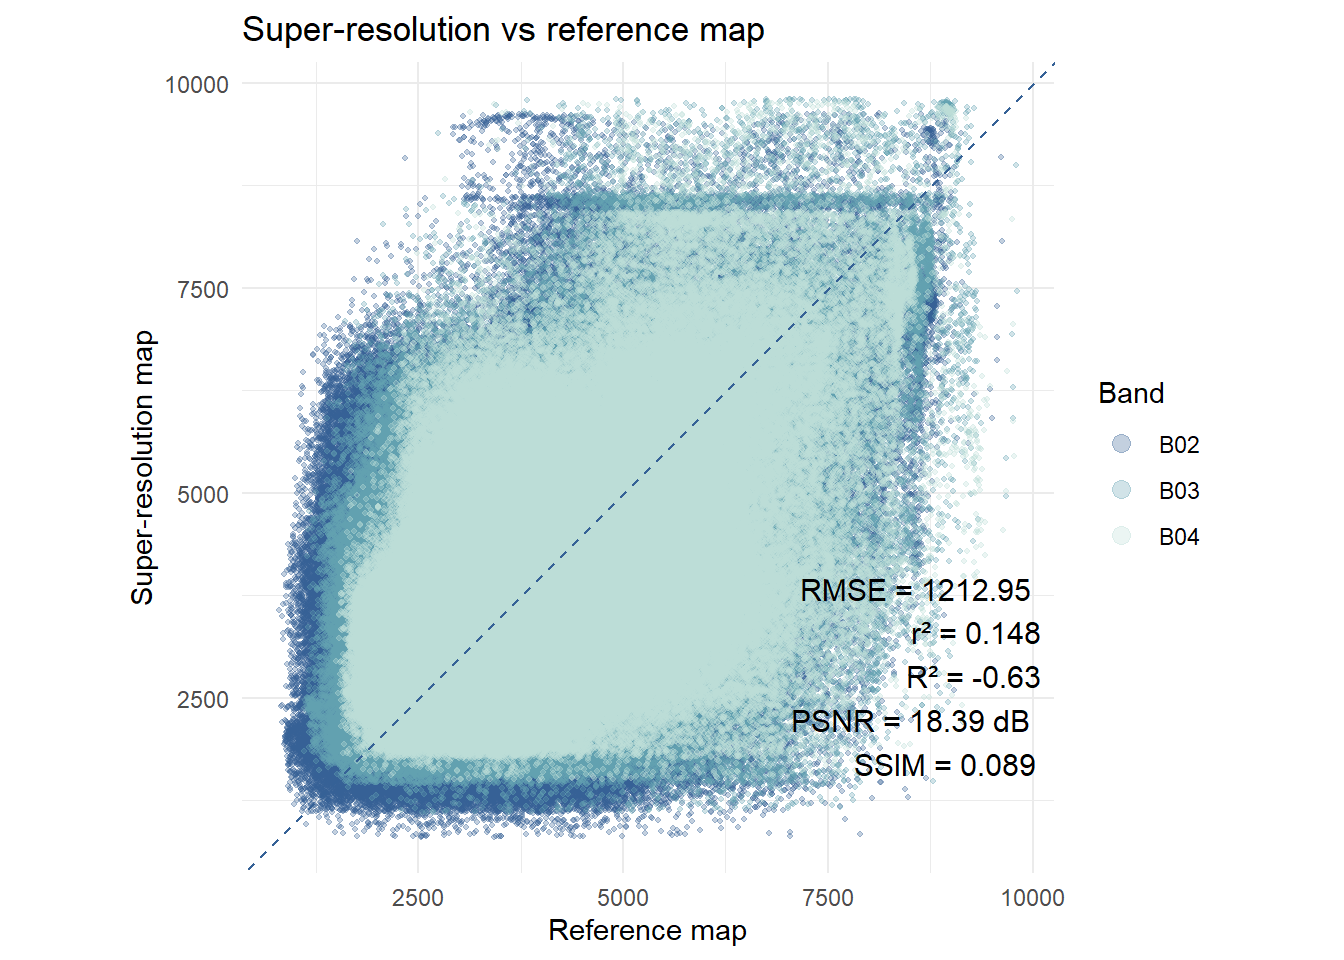 Super-resolution vs reference map
10000
7500
5000
2500
Super-resolution map
RMSE = 1212.95
r² = 0.148
R² = -0.63
PSNR = 18.39 dB
SSIM = 0.089
2500
5000
7500
10000
Reference map
Band
B02
B03
B04